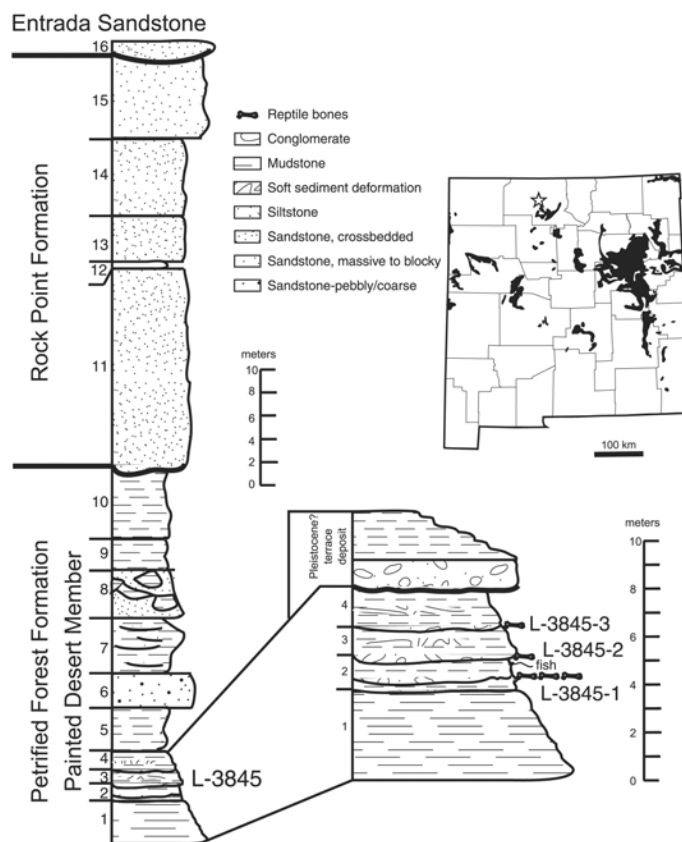 Entrada Sandstone
16
15
14
13
12
11
10
9
8
7
6
5
4
3
2
1
Rock Point Formation
Petrified Forest Formation
Painted Desert Member
L-3845
Reptile bones
Conglomerate
Mudstone
Soft sediment deformation
Siltstone
Sandstone, crossbedded
Sandstone, massive to blocky
Sandstone-pebbly/coarse
meters
10
8
6
4
2
0
100 km
Pleistocene?
terrace
deposit
4
3
2
1
L-3845-3
L-3845-2
fish
L-3845-1
meters
10
8
6
4
2
0